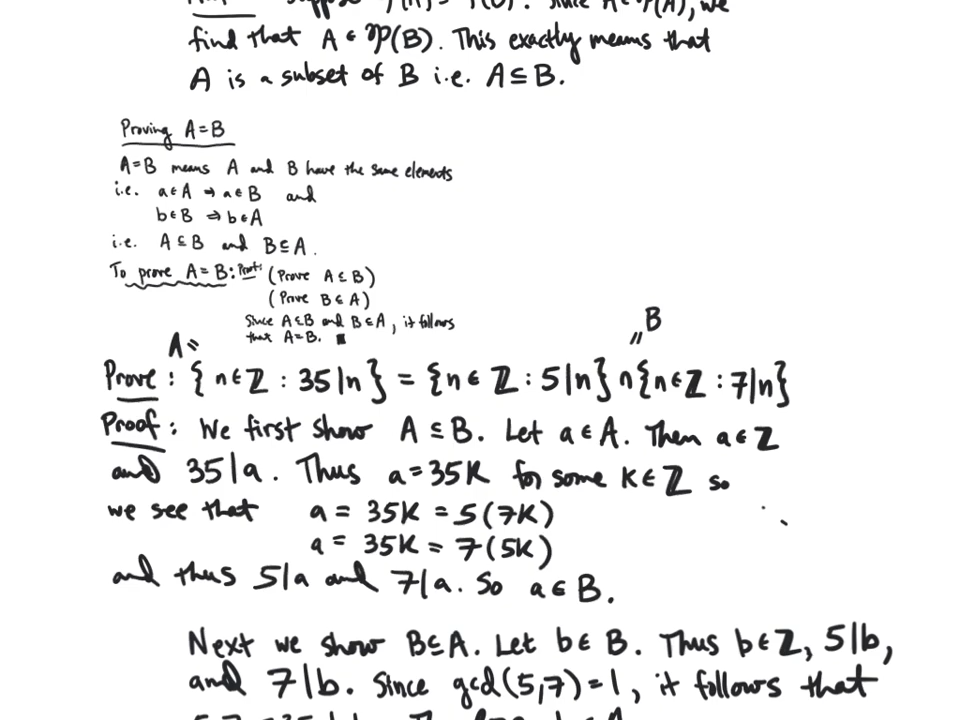 find that A ∈ P(B). This exactly means that
A is a subset of B i.e. A ⊆ B.
Proving A = B
A = B means A and B have the same elements
i.e. a ∈ A ⇒ a ∈ B and
b ∈ B ⇒ b ∈ A
i.e. A ⊆ B and B ⊆ A.
To prove A = B: Proof: (Prove A ⊆ B)
(Prove B ⊆ A)
Since A ⊆ B and B ⊆ A, it follows
that A = B. ■
A = B
Prove: {n ∈ Z : 35|n} = {n ∈ Z : 5|n} ∩ {n ∈ Z : 7|n}
Proof: We first show A ⊆ B. Let a ∈ A. Then a ∈ Z
and 35|a. Thus a = 35K for some K ∈ Z so
we see that a = 35K = 5(7K)
a = 35K = 7(5K)
and thus 5|a and 7|a. So a ∈ B.
Next we show B ⊆ A. Let b ∈ B. Thus b ∈ Z, 5|b,
and 7|b. Since gcd(5,7) = 1, it follows that